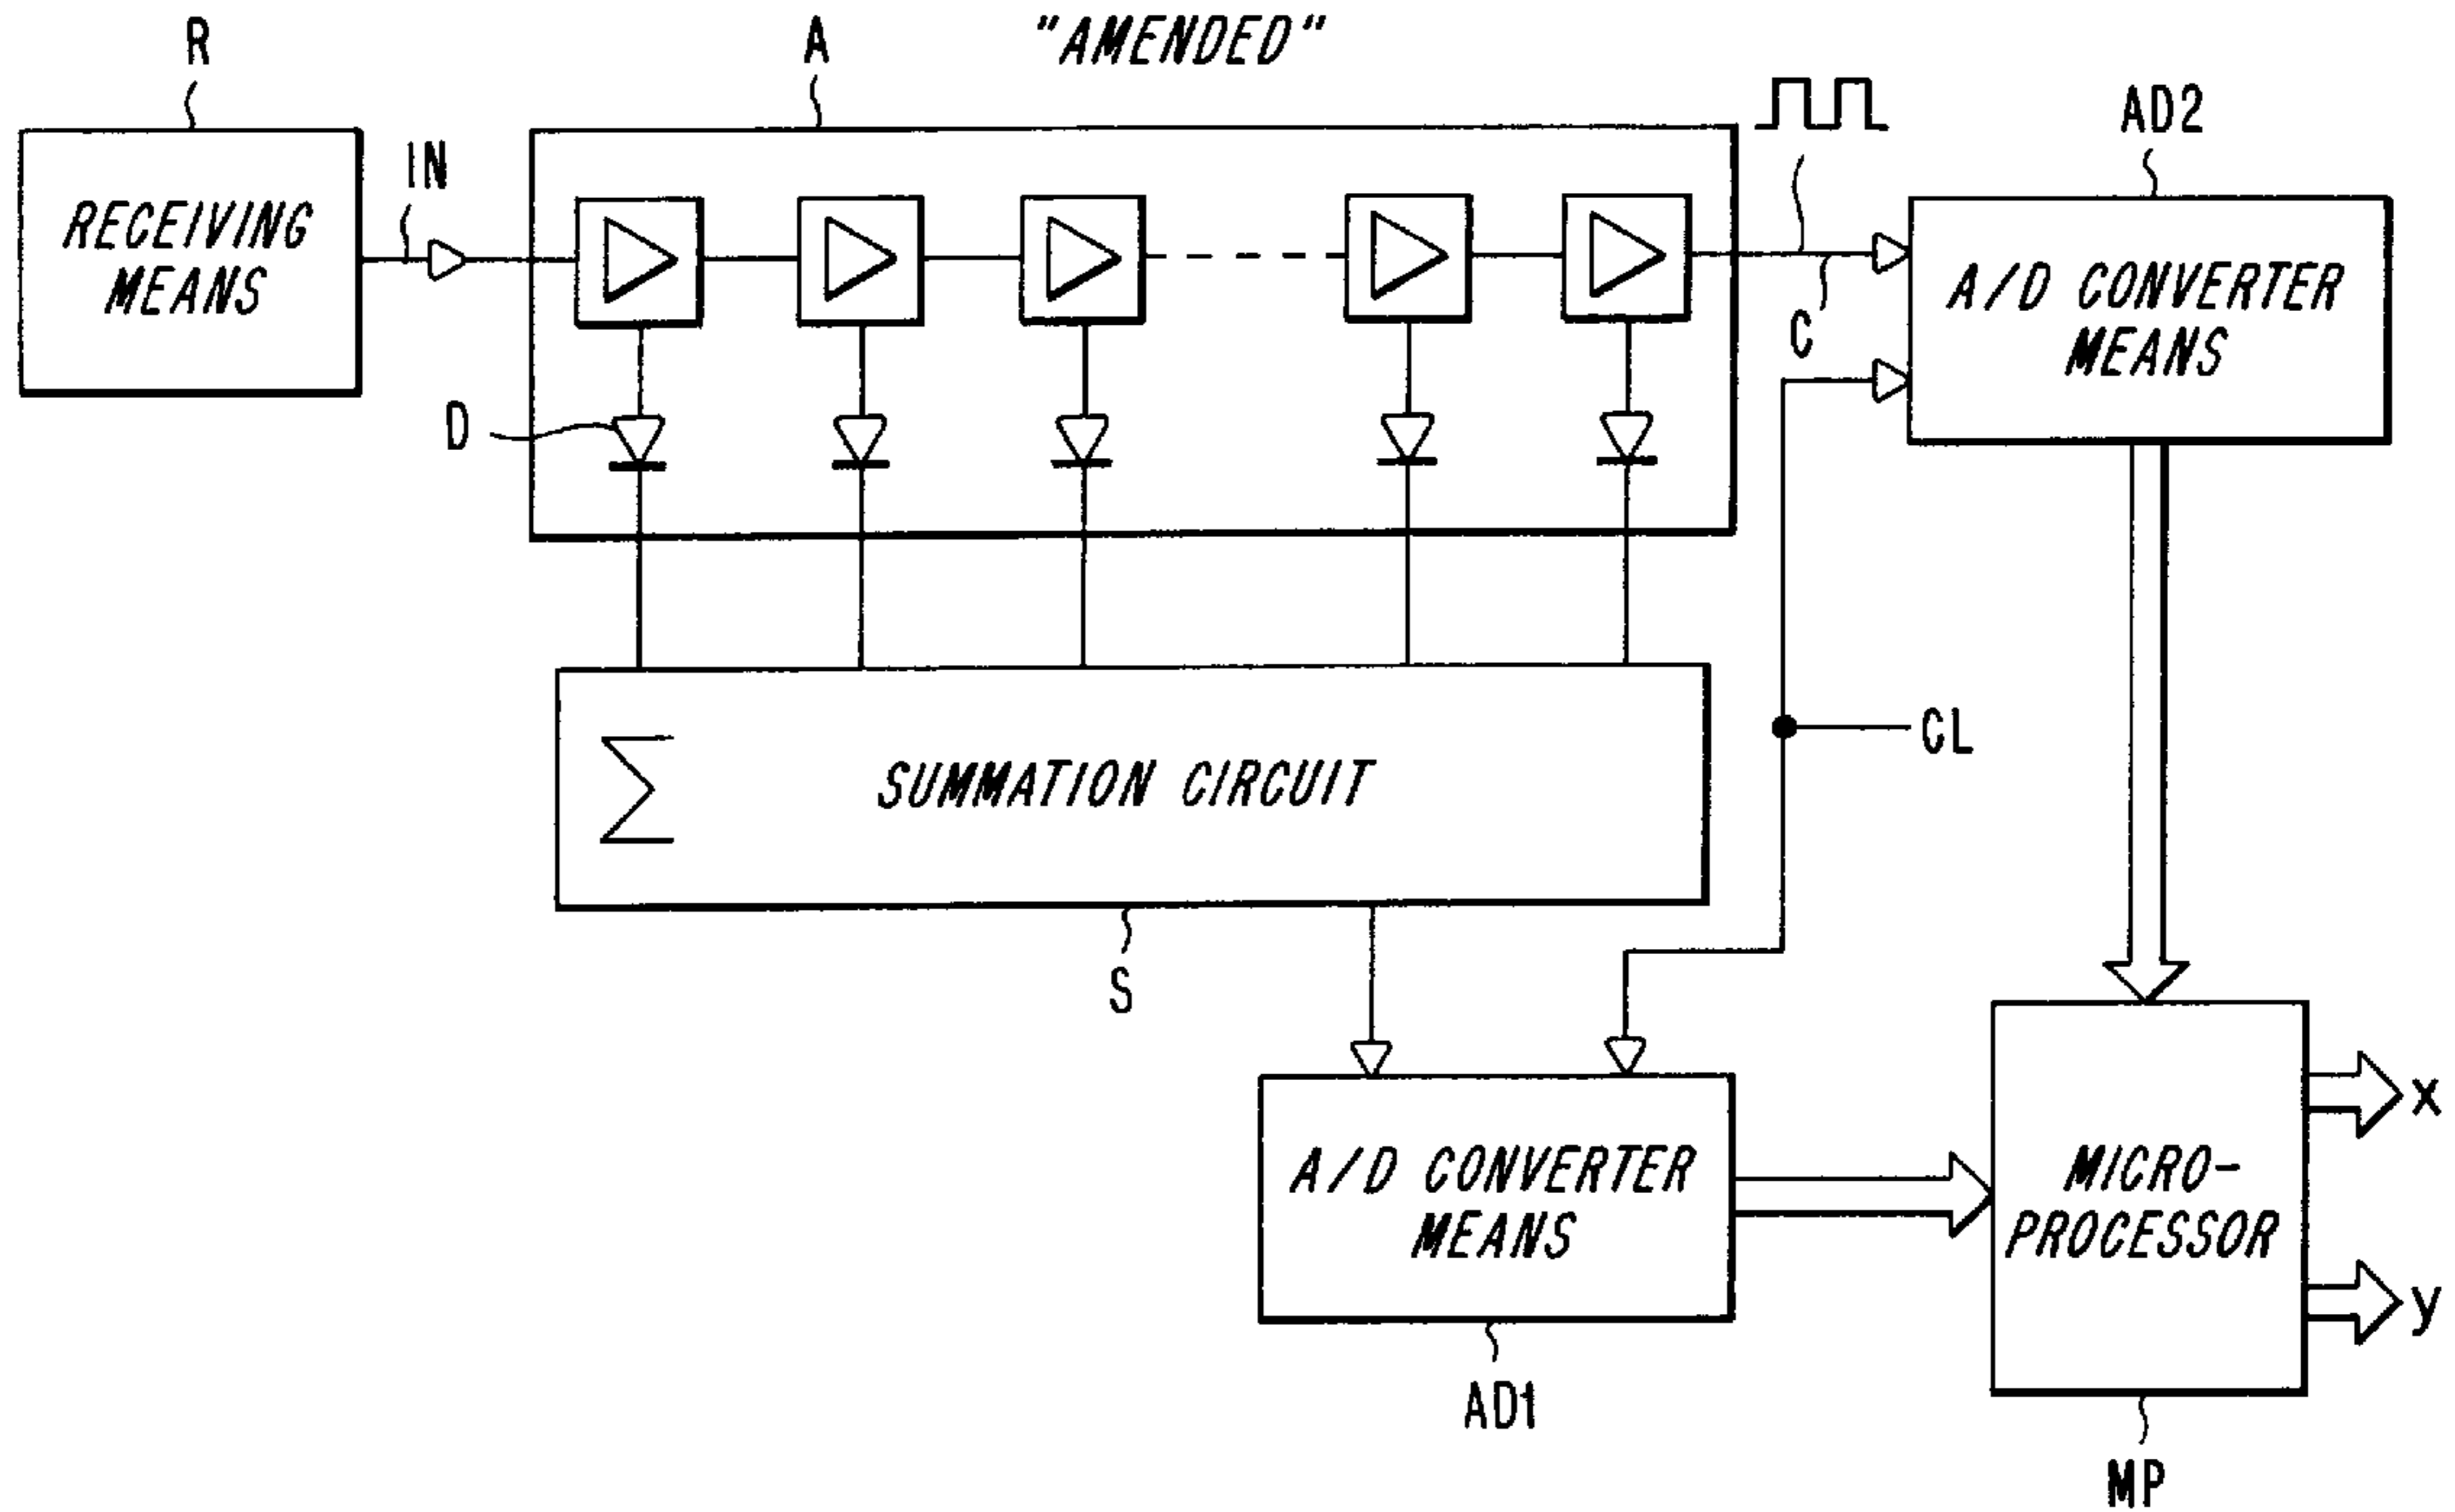 R
A
"AMENDED"
AD2
IN
RECEIVING
MEANS
A/D CONVERTER
MEANS
C
D
CL
∑ SUMMATION CIRCUIT
S
A/D CONVERTER
MEANS
MICRO-
PROCESSOR
x
y
AD1
MP